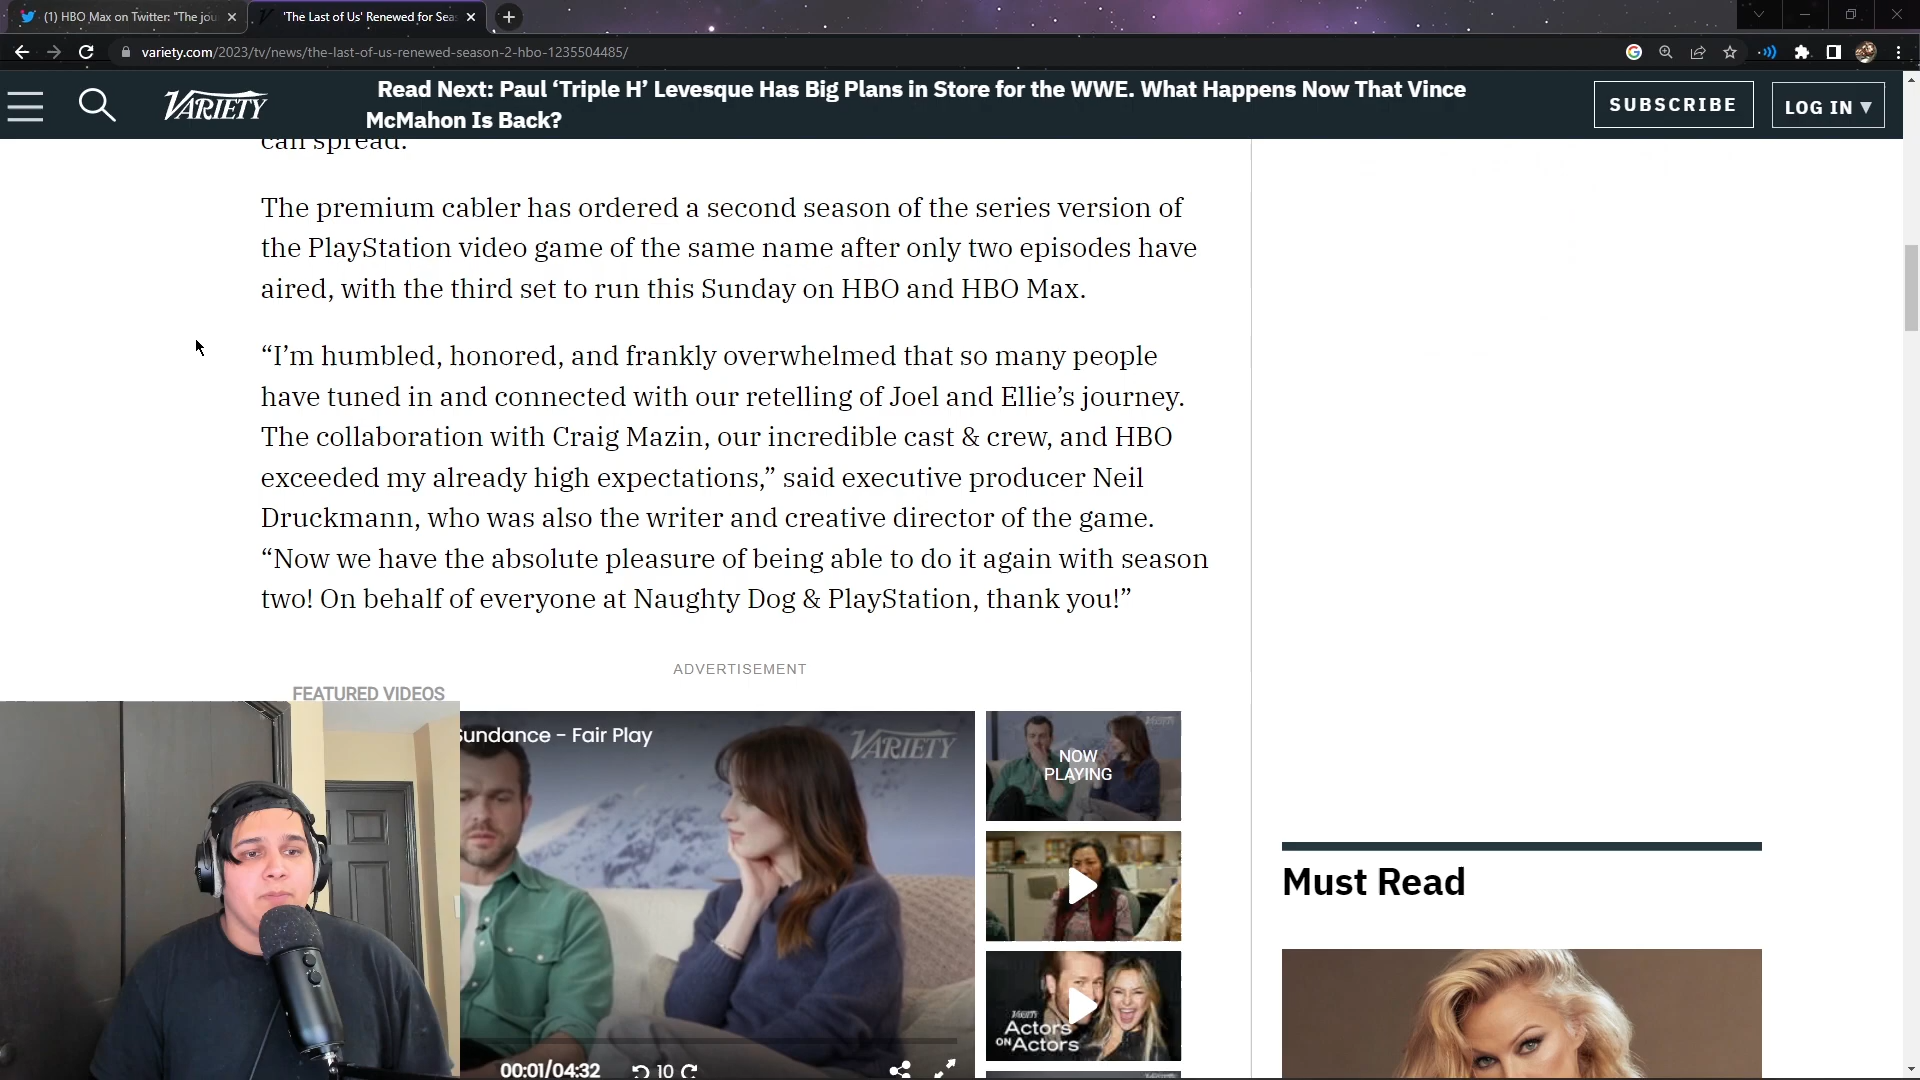 (1) HBO Max on Twitter: "The jou
'The Last of Us' Renewed for Sea
variety.com/2023/tv/news/the-last-of-us-renewed-season-2-hbo-1235504485/
VARIETY
Read Next: Paul ‘Triple H’ Levesque Has Big Plans in Store for the WWE. What Happens Now That Vince
McMahon Is Back?
SUBSCRIBE
LOG IN ▼
can spread.
The premium cabler has ordered a second season of the series version of
the PlayStation video game of the same name after only two episodes have
aired, with the third set to run this Sunday on HBO and HBO Max.
“I’m humbled, honored, and frankly overwhelmed that so many people
have tuned in and connected with our retelling of Joel and Ellie’s journey.
The collaboration with Craig Mazin, our incredible cast & crew, and HBO
exceeded my already high expectations,” said executive producer Neil
Druckmann, who was also the writer and creative director of the game.
“Now we have the absolute pleasure of being able to do it again with season
two! On behalf of everyone at Naughty Dog & PlayStation, thank you!”
ADVERTISEMENT
FEATURED VIDEOS
Sundance - Fair Play
VARIETY
VARIETY
NOW
PLAYING
VARIETY
Actors
ON Actors
00:01/04:32
10
Must Read